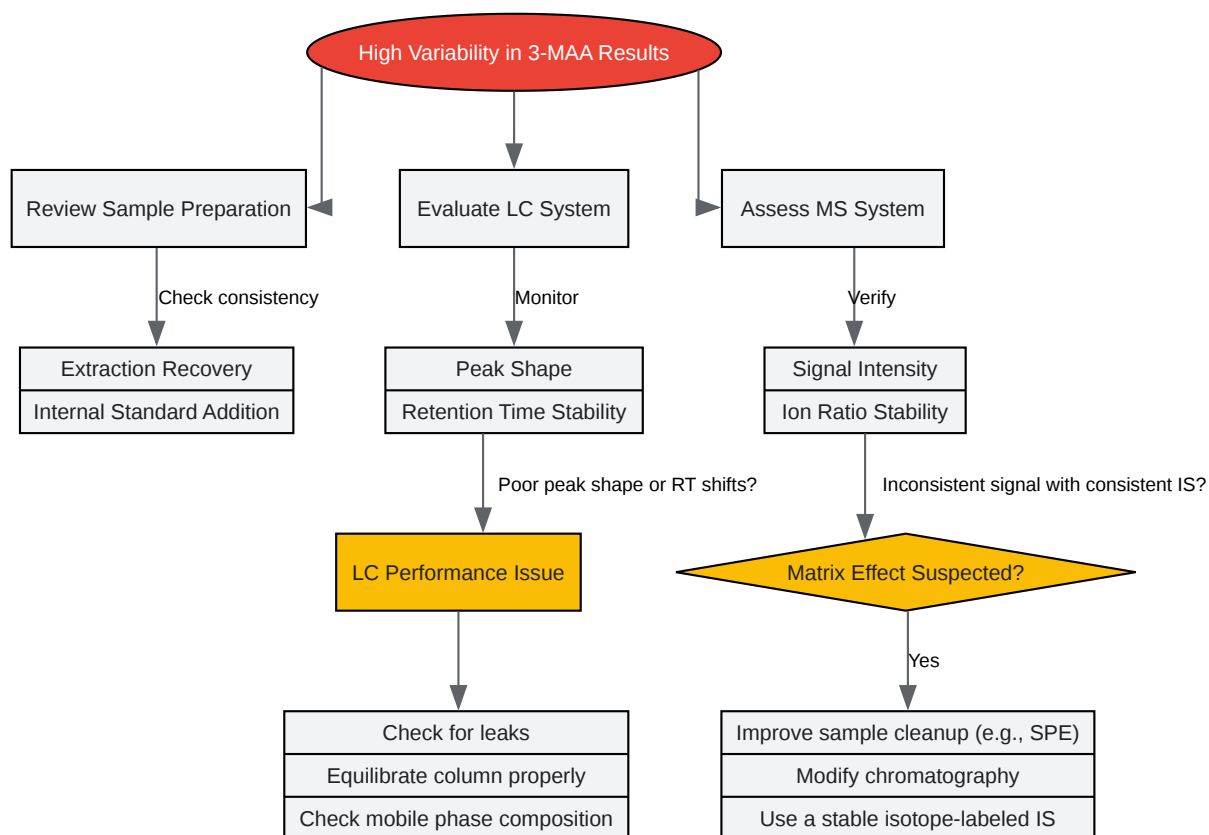 High Variability in 3-MAA Results
Review Sample Preparation
Evaluate LC System
Assess MS System
Check consistency
Monitor
Verify
Extraction Recovery
Internal Standard Addition
Peak Shape
Retention Time Stability
Signal Intensity
Ion Ratio Stability
Poor peak shape or RT shifts?
Inconsistent signal with consistent IS?
LC Performance Issue
Matrix Effect Suspected?
Yes
Check for leaks
Equilibrate column properly
Check mobile phase composition
Improve sample cleanup (e.g., SPE)
Modify chromatography
Use a stable isotope-labeled IS